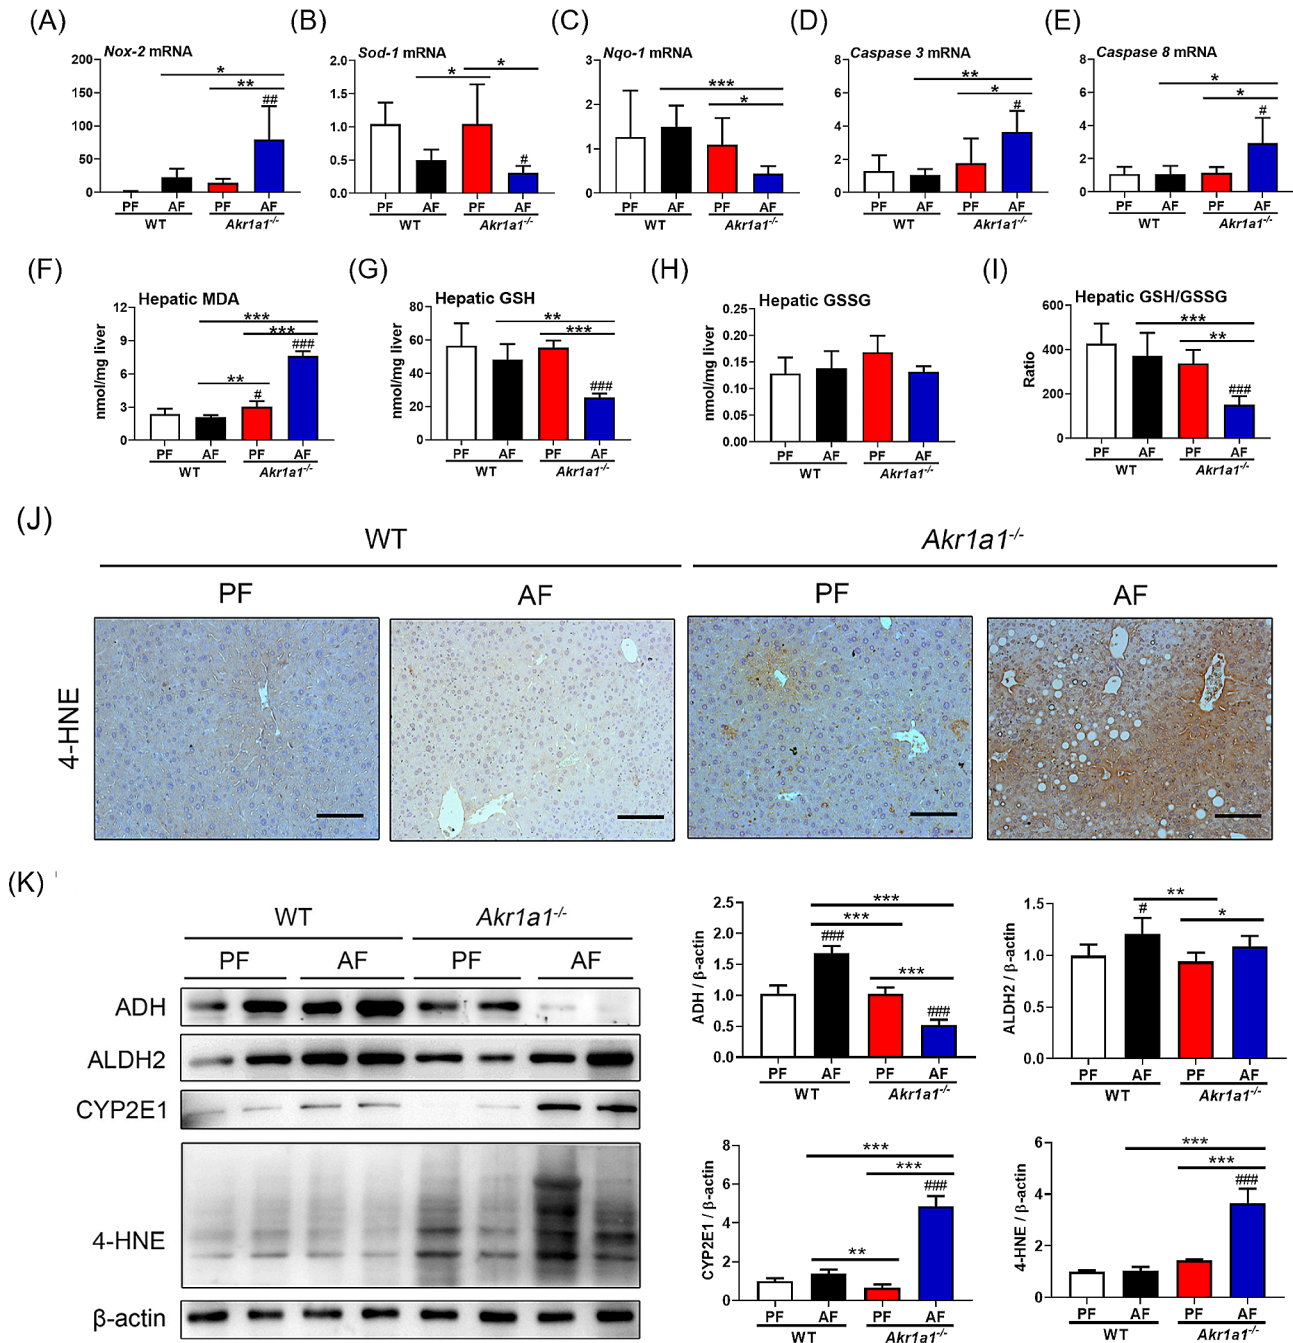 (A) (B) (C) (D) (E)
Nox-2 mRNA
200
150
100
50
0
*
**
##
PF AF PF AF
WT Akr1a1-/-
Sod-1 mRNA
2.0
1.5
1.0
0.5
0.0
* *
#
PF AF PF AF
WT Akr1a1-/-
Nqo-1 mRNA
3
2
1
0
***
*
PF AF PF AF
WT Akr1a1-/-
Caspase 3 mRNA
8
6
4
2
0
**
*
#
PF AF PF AF
WT Akr1a1-/-
Caspase 8 mRNA
8
6
4
2
0
*
*
#
PF AF PF AF
WT Akr1a1-/-
(F) (G) (H) (I)
Hepatic MDA
nmol/mg liver
12
9
6
3
0
***
***
###
**
#
PF AF PF AF
WT Akr1a1-/-
Hepatic GSH
nmol/mg liver
80
60
40
20
0
**
***
###
PF AF PF AF
WT Akr1a1-/-
Hepatic GSSG
nmol/mg liver
0.25
0.20
0.15
0.10
0.05
0.00
PF AF PF AF
WT Akr1a1-/-
Hepatic GSH/GSSG
Ratio
600
400
200
0
***
**
###
PF AF PF AF
WT Akr1a1-/-
(J)
WT Akr1a1-/-
PF AF PF AF
4-HNE
(K)
WT Akr1a1-/-
PF AF PF AF
ADH
ALDH2
CYP2E1
4-HNE
β-actin
ADH / β-actin
2.5
2.0
1.5
1.0
0.5
0.0
***
***
###
***
###
PF AF PF AF
WT Akr1a1-/-
ALDH2 / β-actin
1.5
1.0
0.5
0.0
**
#
*
PF AF PF AF
WT Akr1a1-/-
CYP2E1 / β-actin
8
6
4
2
0
***
***
###
**
PF AF PF AF
WT Akr1a1-/-
4-HNE / β-actin
6
4
2
0
***
***
###
PF AF PF AF
WT Akr1a1-/-